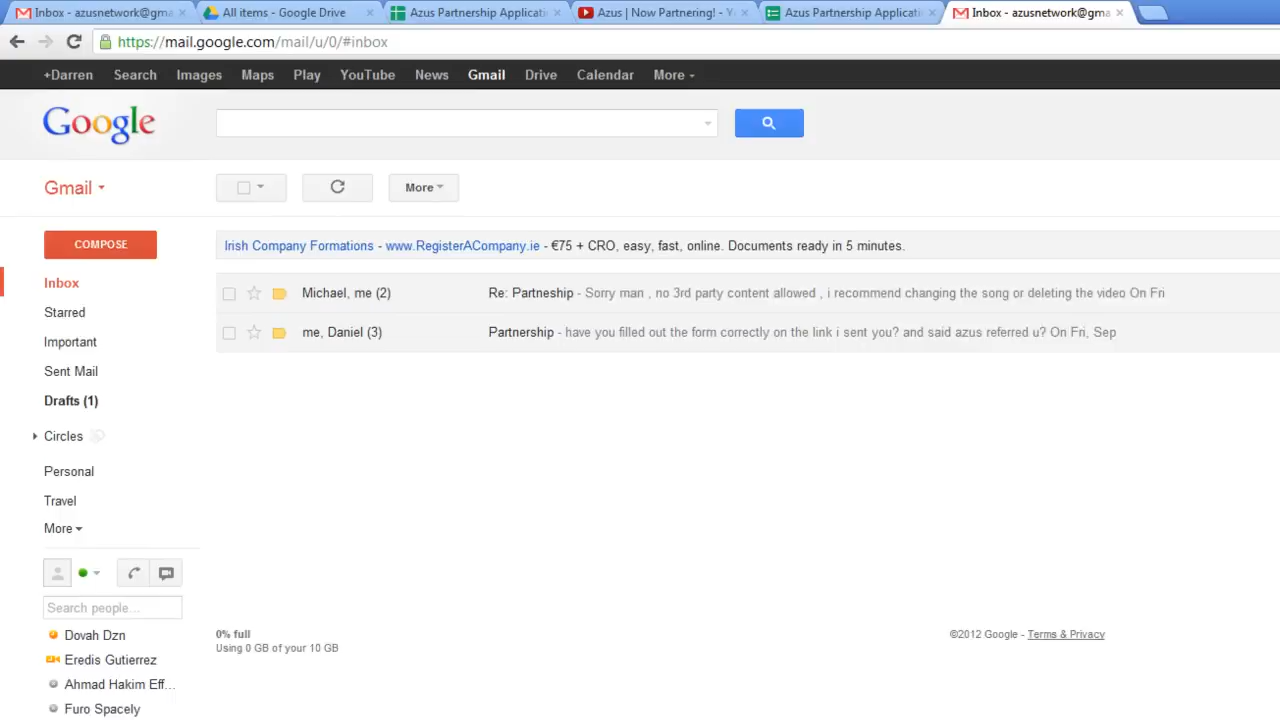 Inbox - azusnetwork@gma
All items - Google Drive
Azus Partnership Applicati
Azus | Now Partnering! - Y
Azus Partnership Applicati
Inbox - azusnetwork@gma
https://mail.google.com/mail/u/0/#inbox
+Darren Search Images Maps Play YouTube News Gmail Drive Calendar More
Google
Gmail
More
COMPOSE
Irish Company Formations - www.RegisterACompany.ie - €75 + CRO, easy, fast, online. Documents ready in 5 minutes.
Inbox
Michael, me (2) Re: Partneship - Sorry man , no 3rd party content allowed , i recommend changing the song or deleting the video On Fri
Starred
me, Daniel (3) Partnership - have you filled out the form correctly on the link i sent you? and said azus referred u? On Fri, Sep
Important
Sent Mail
Drafts (1)
Circles
Personal
Travel
More
Search people...
Dovah Dzn
Eredis Gutierrez
Ahmad Hakim Eff...
Furo Spacely
0% full
Using 0 GB of your 10 GB
©2012 Google - Terms & Privacy